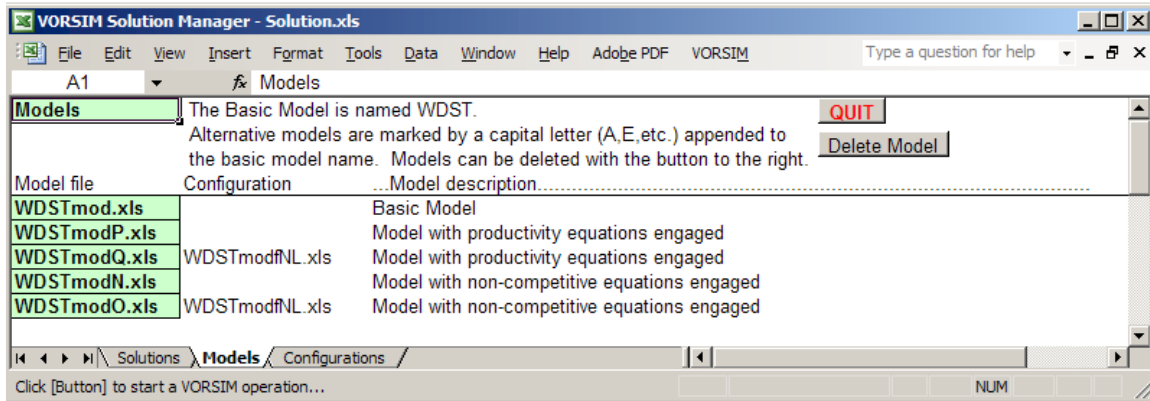 VORSIM Solution Manager - Solution.xls
File Edit View Insert Format Tools Data Window Help Adobe PDF VORSIM Type a question for help
A1 fx Models
Models The Basic Model is named WDST. QUIT
Alternative models are marked by a capital letter (A,E,etc.) appended to
the basic model name. Models can be deleted with the button to the right. Delete Model
Model file Configuration ...Model description...............................................................................................
WDSTmod.xls Basic Model
WDSTmodP.xls Model with productivity equations engaged
WDSTmodQ.xls WDSTmodfNL.xls Model with productivity equations engaged
WDSTmodN.xls Model with non-competitive equations engaged
WDSTmodO.xls WDSTmodfNL.xls Model with non-competitive equations engaged
Solutions Models Configurations
Click [Button] to start a VORSIM operation... NUM